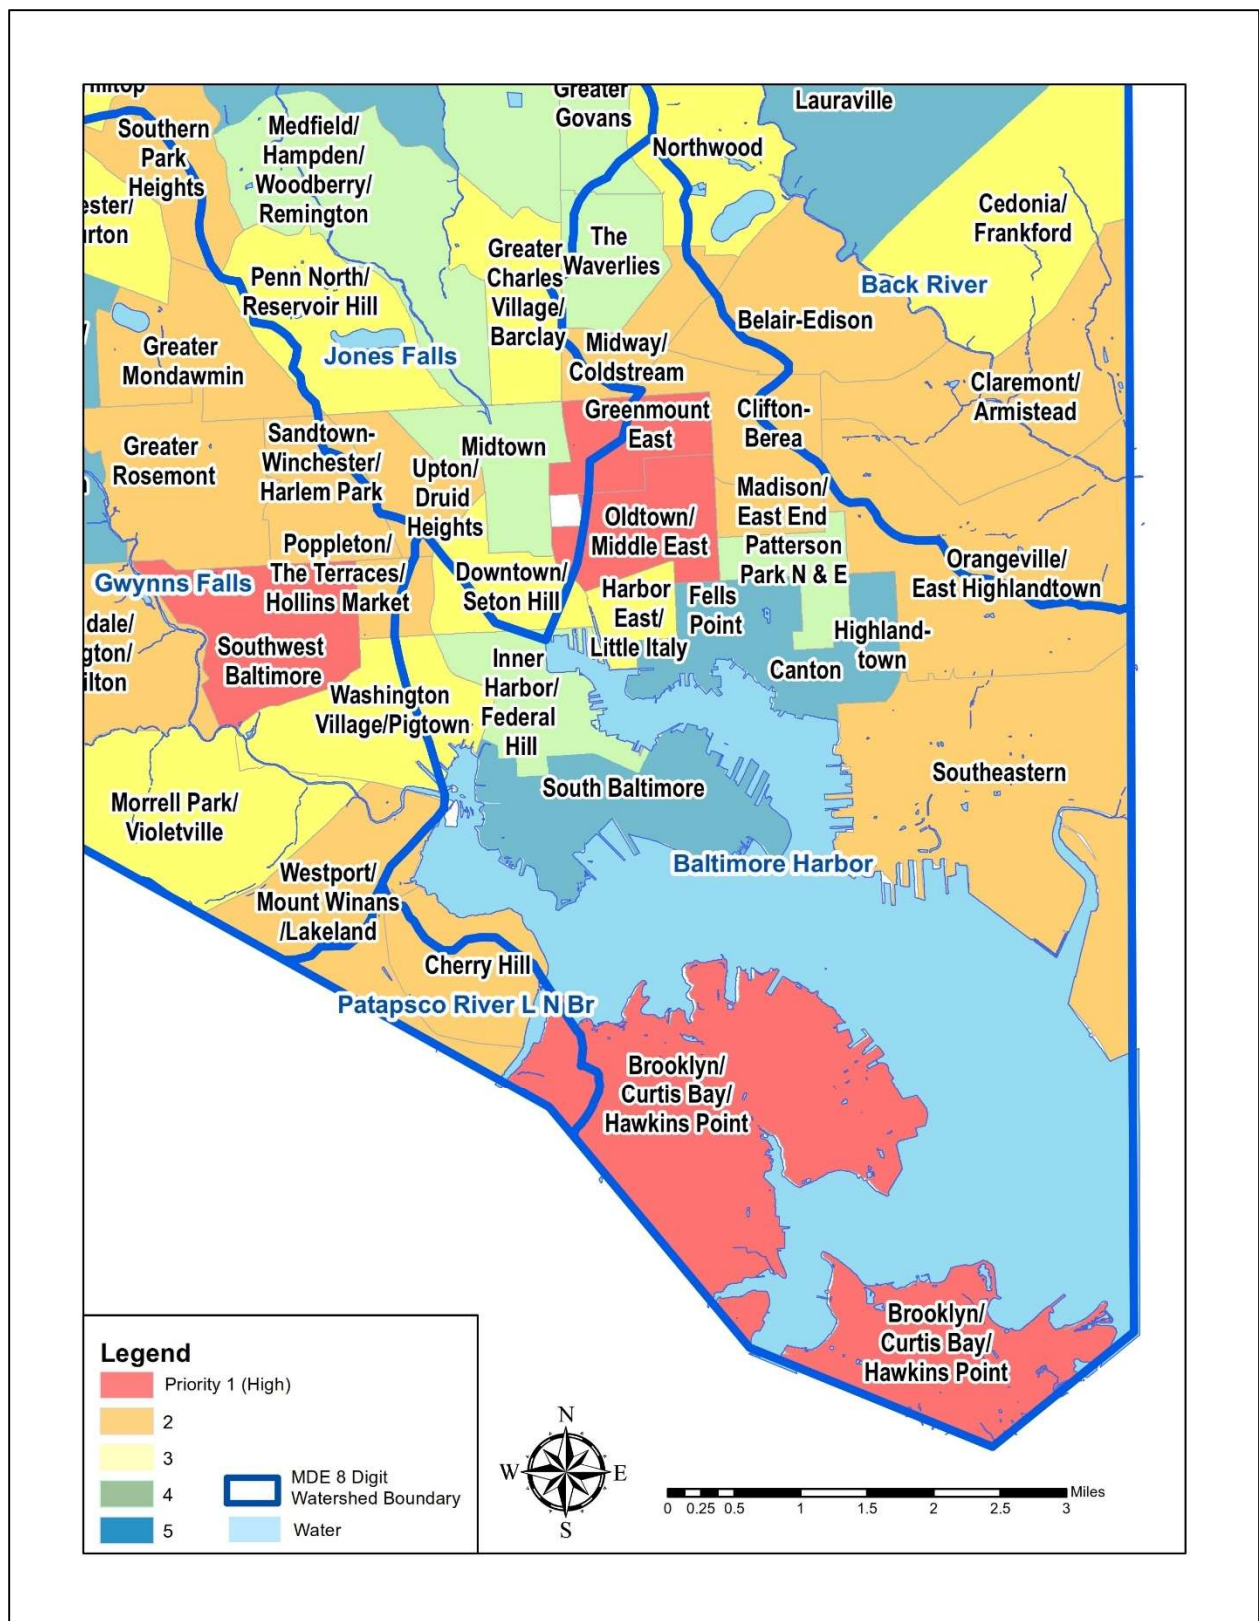 Greater
Govans
Lauraville
Southern
Park
Heights
Medfield/
Hampden/
Woodberry/
Remington
Northwood
Cedonia/
Frankford
The
Waverlies
Greater
Charles
Village/
Barclay
Penn North/
Reservoir Hill
Back River
Belair-Edison
Greater
Mondawmin
Jones Falls
Midway/
Coldstream
Claremont/
Armistead
Greenmount
East
Clifton-
Berea
Greater
Rosemont
Sandtown-
Winchester/
Harlem Park
Midtown
Upton/
Druid
Heights
Oldtown/
Middle East
Madison/
East End
Patterson
Park N & E
Poppleton/
The Terraces/
Hollins Market
Gwynns Falls
Downtown/
Seton Hill
Harbor
East/
Little Italy
Fells
Point
Orangeville/
East Highlandtown
Highland-
town
Canton
dale/
gton/
ilton
Southwest
Baltimore
Inner
Harbor/
Federal
Hill
Washington
Village/Pigtown
South Baltimore
Southeastern
Morrell Park/
Violetville
Baltimore Harbor
Westport/
Mount Winans
/Lakeland
Cherry Hill
Patapsco River L N Br
Brooklyn/
Curtis Bay/
Hawkins Point
Brooklyn/
Curtis Bay/
Hawkins Point
Legend
Priority 1 (High)
2
3
4
5
MDE 8 Digit
Watershed Boundary
Water
N
W E
S
Miles
0 0.25 0.5 1 1.5 2 2.5 3